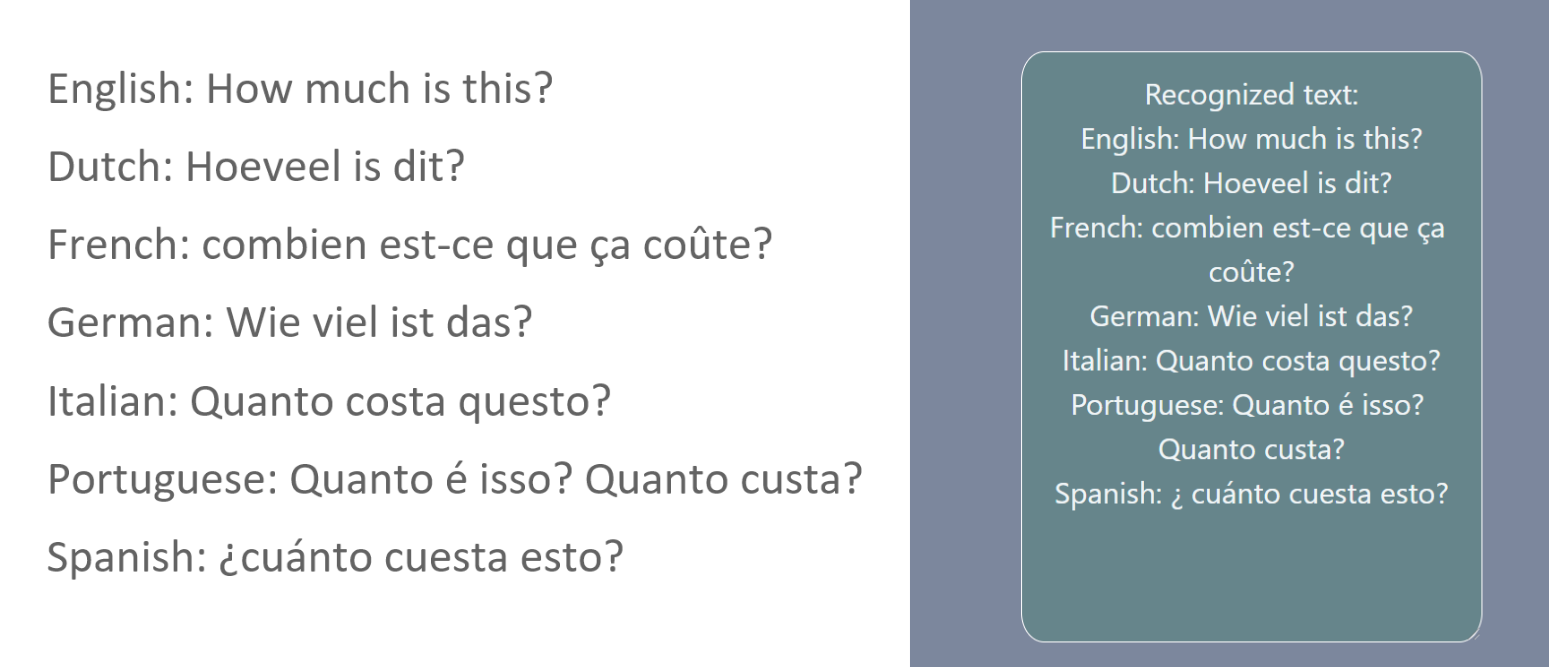 English: How much is this?
Dutch: Hoeveel is dit?
French: combien est-ce que ça coûte?
German: Wie viel ist das?
Italian: Quanto costa questo?
Portuguese: Quanto é isso? Quanto custa?
Spanish: ¿cuánto cuesta esto?
Recognized text:
English: How much is this?
Dutch: Hoeveel is dit?
French: combien est-ce que ça
coûte?
German: Wie viel ist das?
Italian: Quanto costa questo?
Portuguese: Quanto é isso?
Quanto custa?
Spanish: ¿ cuánto cuesta esto?